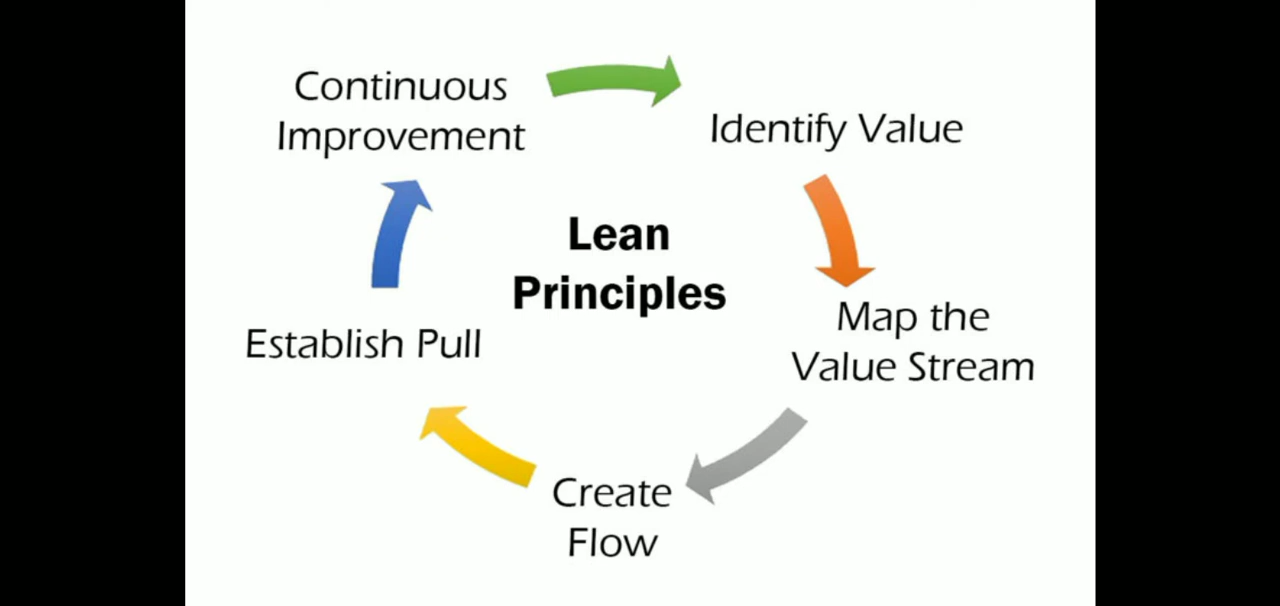 Continuous
Improvement
Identify Value
Lean
Principles
Map the
Value Stream
Establish Pull
Create
Flow